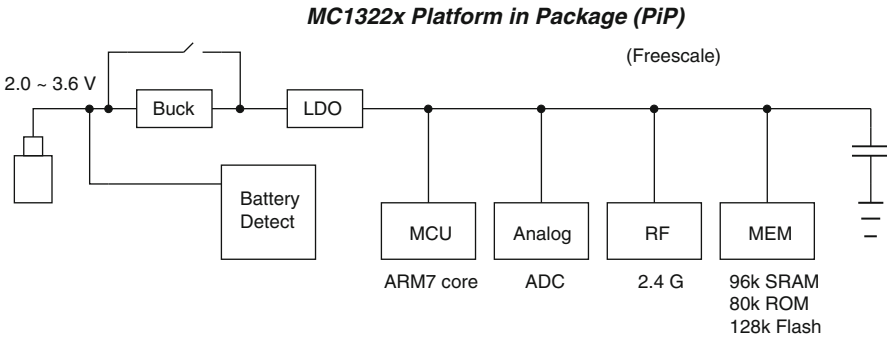 MC1322x Platform in Package (PiP)
(Freescale)
2.0 ~ 3.6 V
Buck
LDO
Battery
Detect
MCU
Analog
RF
MEM
ARM7 core
ADC
2.4 G
96k SRAM
80k ROM
128k Flash